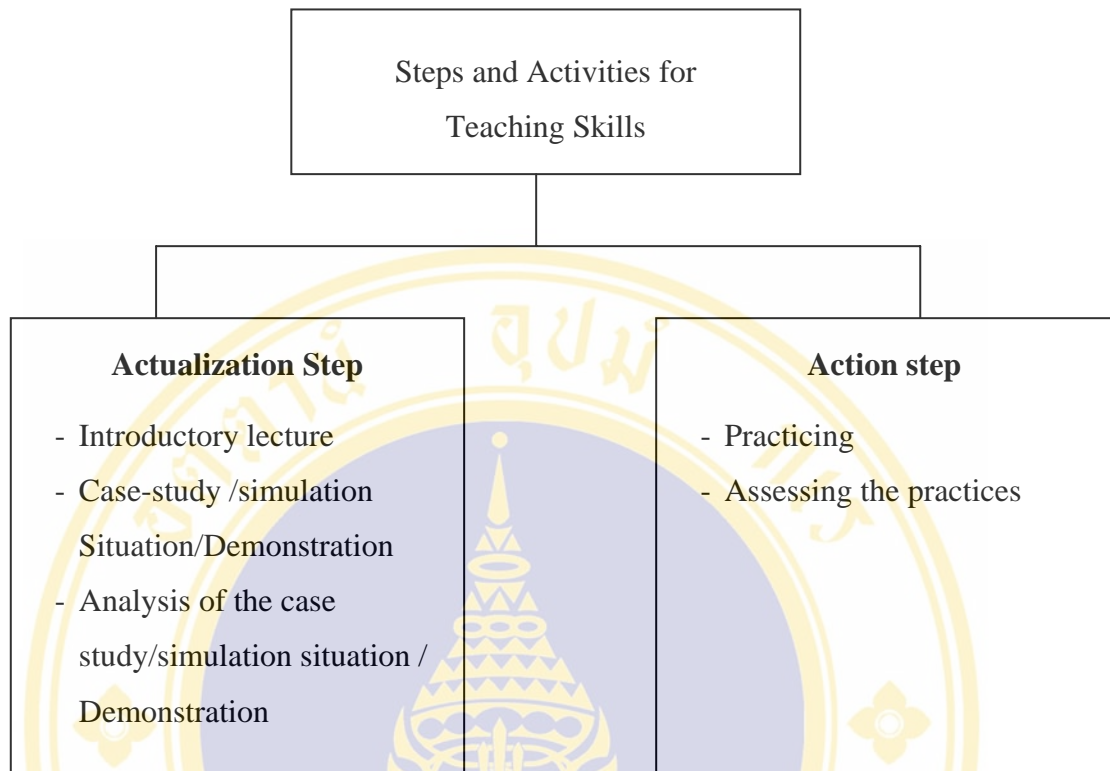 Steps and Activities for
Teaching Skills
Actualization Step
- Introductory lecture
- Case-study /simulation
Situation/Demonstration
- Analysis of the case
study/simulation situation /
Demonstration
Action step
- Practicing
- Assessing the practices